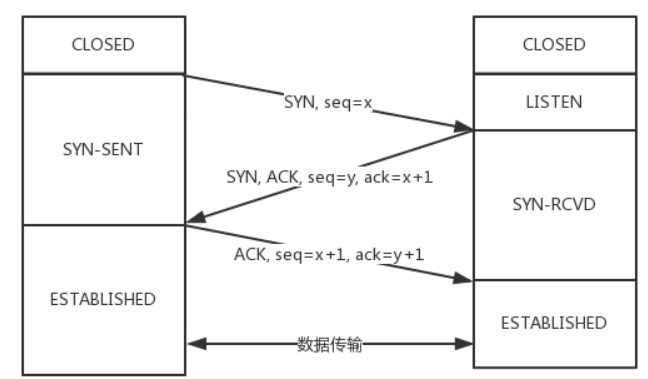 CLOSED
CLOSED
SYN, seq=x
LISTEN
SYN-SENT
SYN, ACK, seq=y, ack=x+1
SYN-RCVD
ACK, seq=x+1, ack=y+1
ESTABLISHED
ESTABLISHED
数据传输